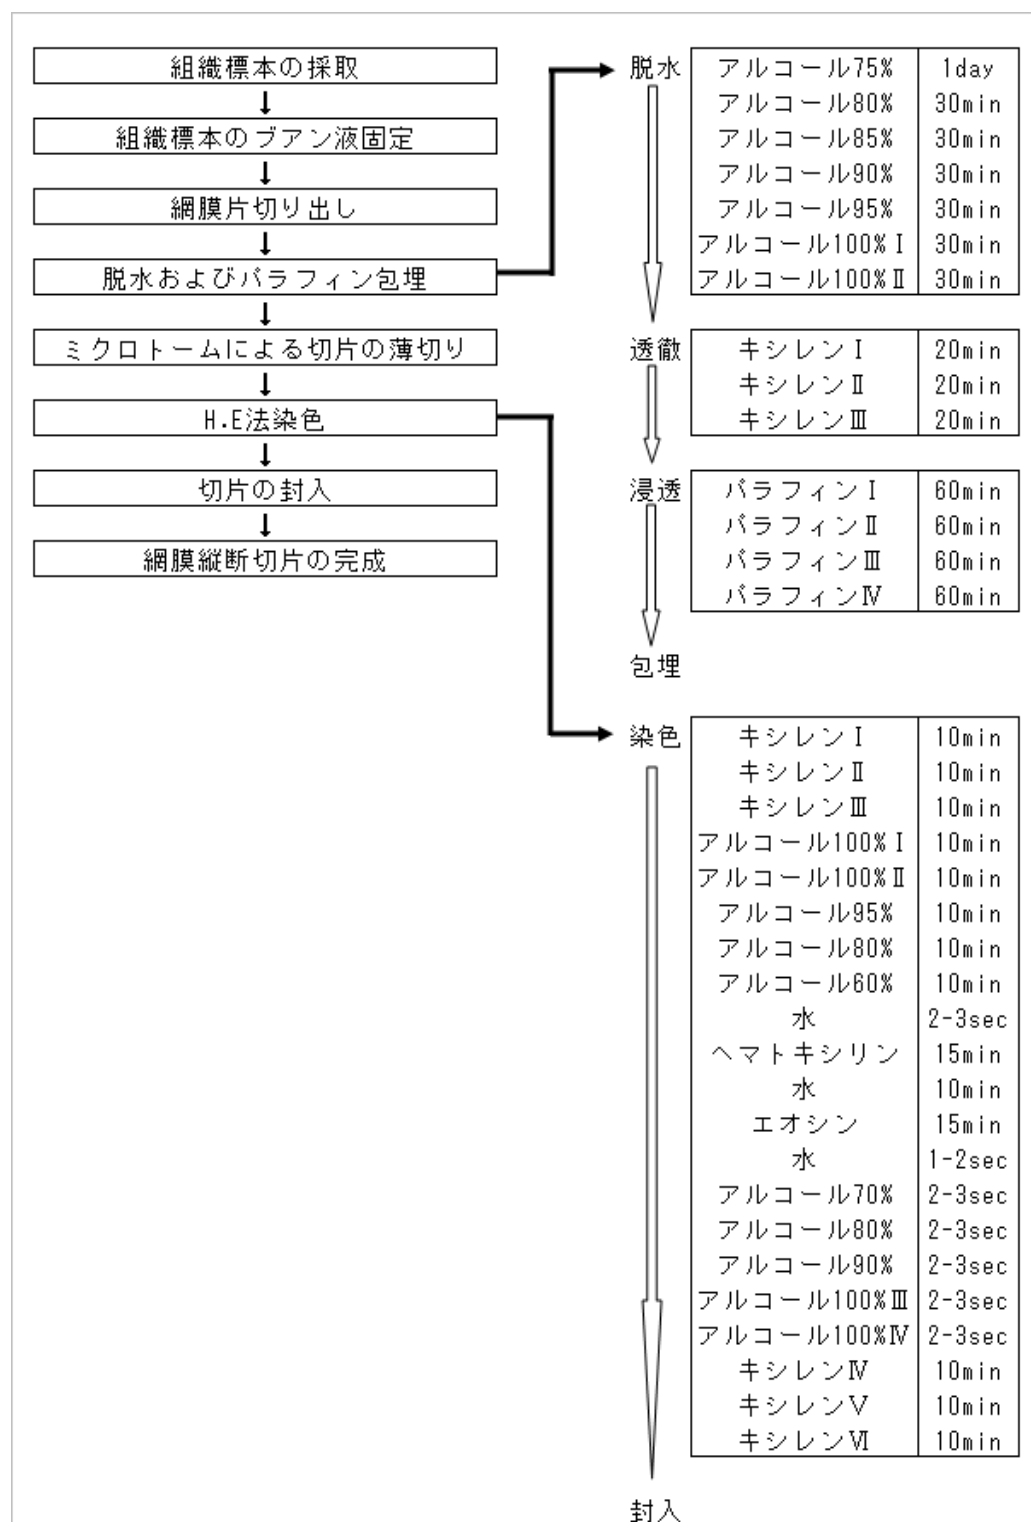 組織標本の採取
組織標本のブアン液固定
網膜片切り出し
脱水およびパラフィン包埋
ミクロトームによる切片の薄切り
H.E法染色
切片の封入
網膜縦断切片の完成
脱水
アルコール75% 1day
アルコール80% 30min
アルコール85% 30min
アルコール90% 30min
アルコール95% 30min
アルコール100%Ⅰ 30min
アルコール100%Ⅱ 30min
透徹
キシレンⅠ 20min
キシレンⅡ 20min
キシレンⅢ 20min
浸透
パラフィンⅠ 60min
パラフィンⅡ 60min
パラフィンⅢ 60min
パラフィンⅣ 60min
包埋
染色
キシレンⅠ 10min
キシレンⅡ 10min
キシレンⅢ 10min
アルコール100%Ⅰ 10min
アルコール100%Ⅱ 10min
アルコール95% 10min
アルコール80% 10min
アルコール60% 10min
水 2-3sec
ヘマトキシリン 15min
水 10min
エオシン 15min
水 1-2sec
アルコール70% 2-3sec
アルコール80% 2-3sec
アルコール90% 2-3sec
アルコール100%Ⅲ 2-3sec
アルコール100%Ⅳ 2-3sec
キシレンⅣ 10min
キシレンⅤ 10min
キシレンⅥ 10min
封入